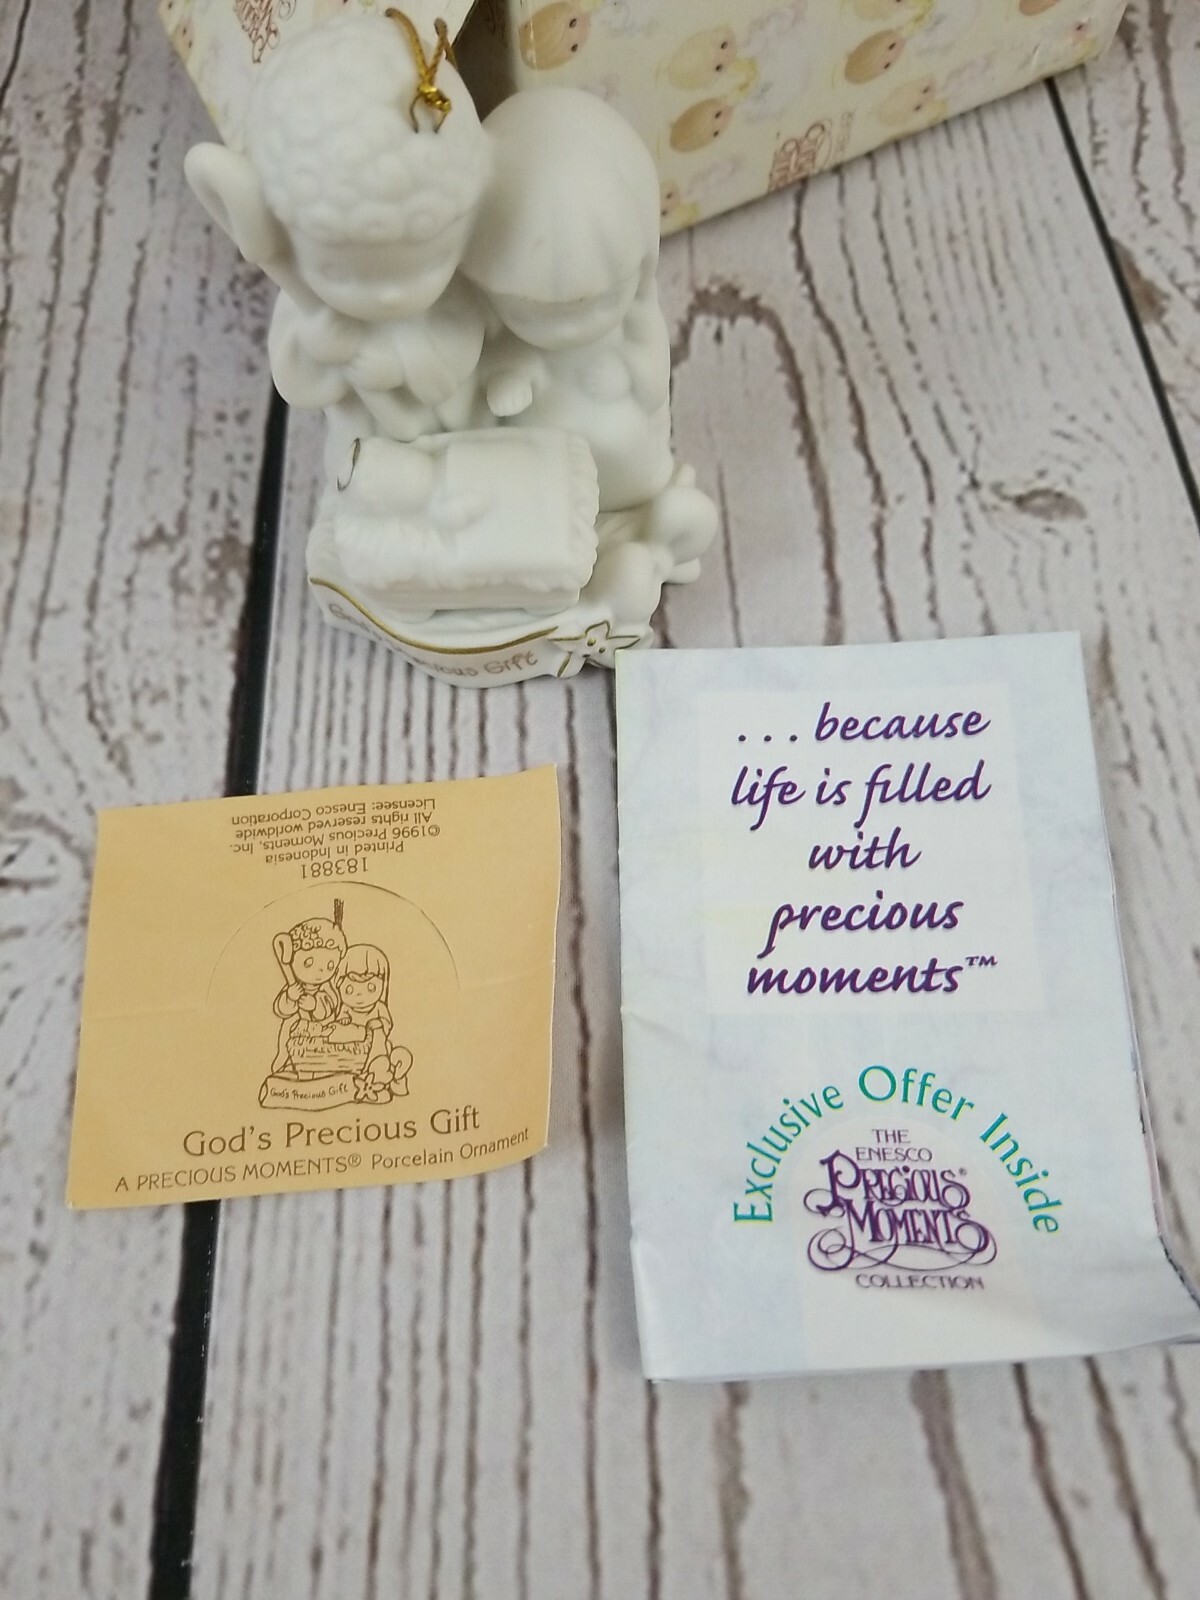 Precious Gift
183881
Printed in Indonesia
©1996 Precious Moments, Inc.
All rights reserved worldwide
Licensee: Enesco Corporation
God's Precious Gift
God's Precious Gift
A PRECIOUS MOMENTS® Porcelain Ornament
. . . because
life is filled
with
precious
moments™
Exclusive Offer Inside
THE
ENESCO
PRECIOUS®
MOMENTS
COLLECTION